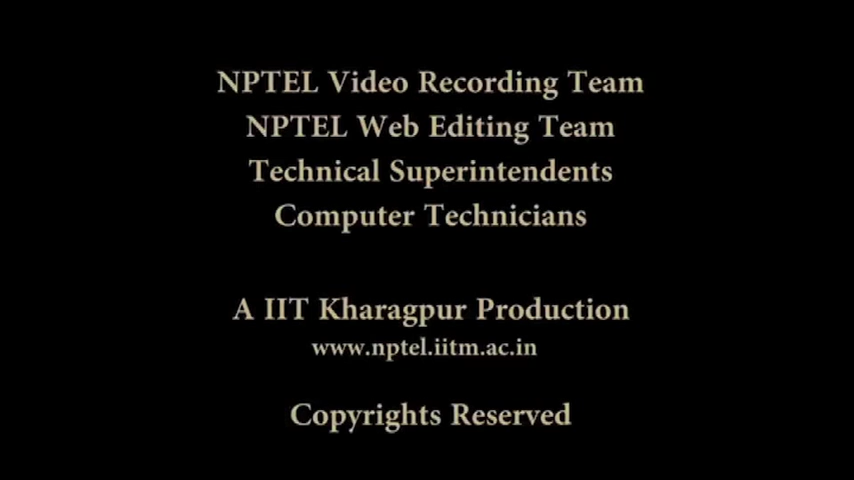 NPTEL Video Recording Team
NPTEL Web Editing Team
Technical Superintendents
Computer Technicians
A IIT Kharagpur Production
www.nptel.iitm.ac.in
Copyrights Reserved